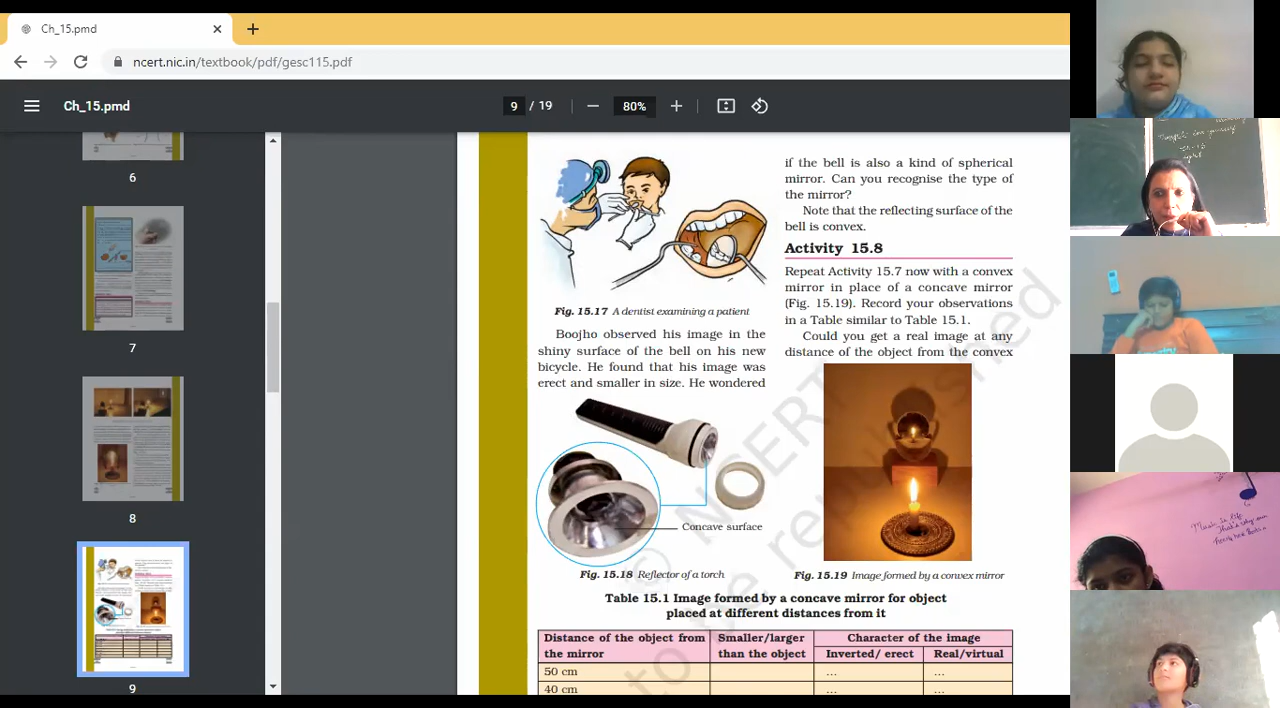 Ch_15.pmd
ncert.nic.in/textbook/pdf/gesc115.pdf
Ch_15.pmd
9 / 19
80%
6
7
8
9
Fig. 15.17 A dentist examining a patient
Boojho observed his image in the
shiny surface of the bell on his new
bicycle. He found that his image was
erect and smaller in size. He wondered
Concave surface
Fig. 15.18 Reflector of a torch
if the bell is also a kind of spherical
mirror. Can you recognise the type of
the mirror?
Note that the reflecting surface of the
bell is convex.
Activity 15.8
Repeat Activity 15.7 now with a convex
mirror in place of a concave mirror
(Fig. 15.19). Record your observations
in a Table similar to Table 15.1.
Could you get a real image at any
distance of the object from the convex
Fig. 15.19 Image formed by a convex mirror
Table 15.1 Image formed by a concave mirror for object
placed at different distances from it
Distance of the object from
the mirror
Smaller/larger
than the object
Character of the image
Inverted/ erect
Real/virtual
50 cm
...
...
40 cm
...
...
© NCERT
to be republished
Music is life